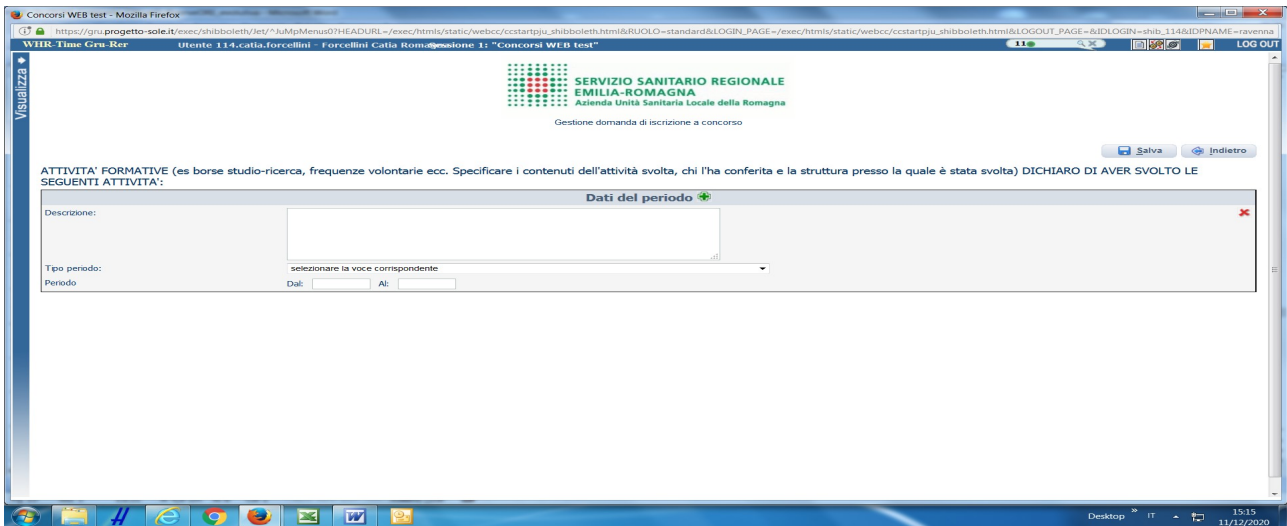 Concorsi WEB test - Mozilla Firefox
https://gru.progetto-sole.it/exec/shibboleth/Jet/^JuMpMenus0?HEADURL=/exec/htmls/static/webcc/ccstartpju_shibboleth.html&RUOLO=standard&LOGIN_PAGE=/exec/htmls/static/webcc/ccstartpju_shibboleth.html&LOGOUT_PAGE=&IDLOGIN=shib_114&IDPNAME=ravenna
WHR-Time Gru-Rer Utente 114.catia.forcellini - Forcellini Catia Romagna Sessione 1: "Concorsi WEB test" 11 LOG OUT
Visualizza
SERVIZIO SANITARIO REGIONALE
EMILIA-ROMAGNA
Azienda Unità Sanitaria Locale della Romagna
Gestione domanda di iscrizione a concorso
Salva Indietro
ATTIVITA' FORMATIVE (es borse studio-ricerca, frequenze volontarie ecc. Specificare i contenuti dell'attività svolta, chi l'ha conferita e la struttura presso la quale è stata svolta) DICHIARO DI AVER SVOLTO LE
SEGUENTI ATTIVITA':
Dati del periodo
Descrizione:
Tipo periodo: selezionare la voce corrispondente
Periodo Dal: Al:
Desktop » IT 15:15
11/12/2020